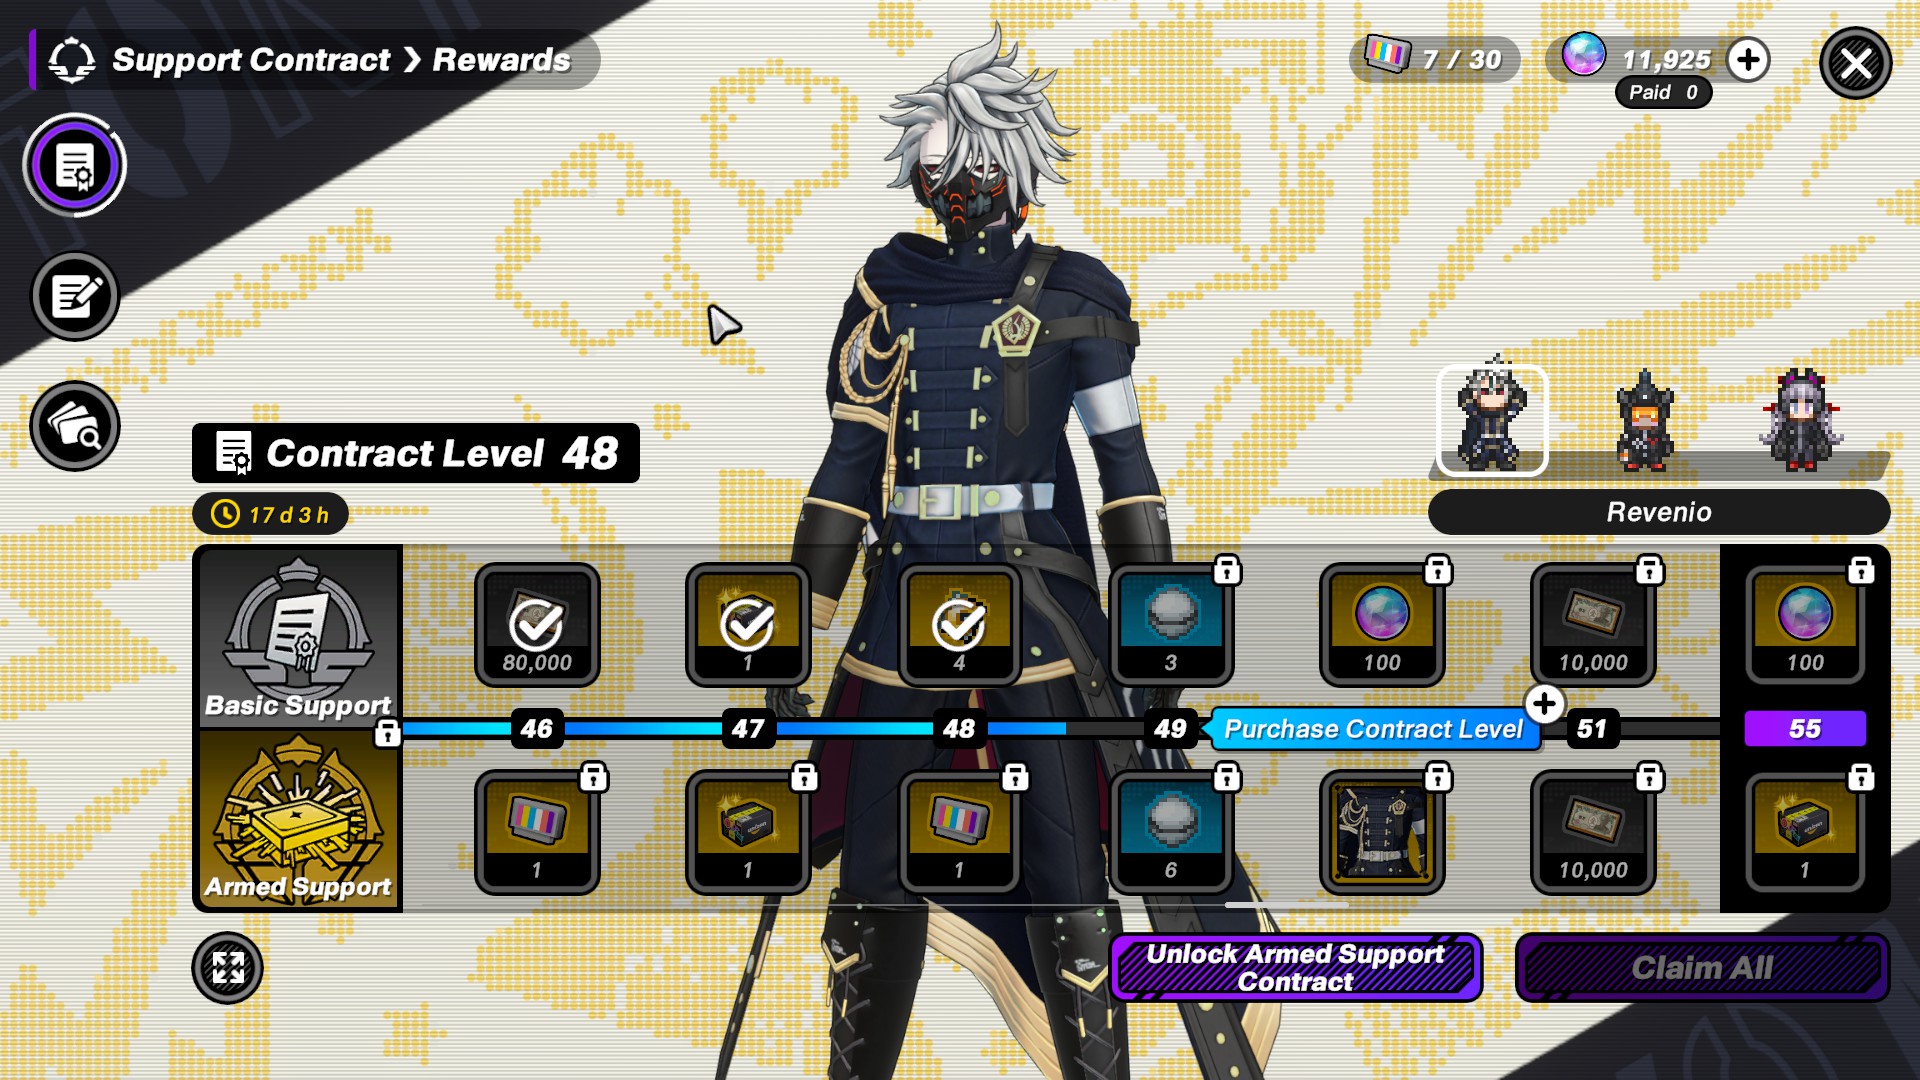 Support Contract ❯ Rewards
7 / 30
11,925
Paid 0
Contract Level 48
17 d 3 h
Revenio
Basic Support
80,000
1
4
3
100
10,000
100
46
47
48
49
Purchase Contract Level
51
55
Armed Support
1
1
1
6
10,000
1
Unlock Armed Support
Contract
Claim All